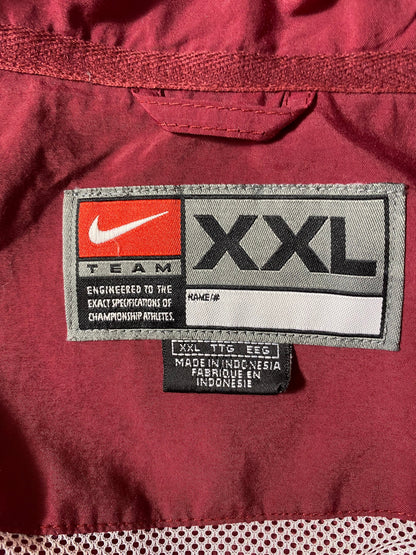 TEAM
ENGINEERED TO THE
EXACT SPECIFICATIONS OF
CHAMPIONSHIP ATHLETES.
XXL
NAME/#
XXL TTG EEG
MADE IN INDONESIA
FABRIQUE EN
INDONESIE